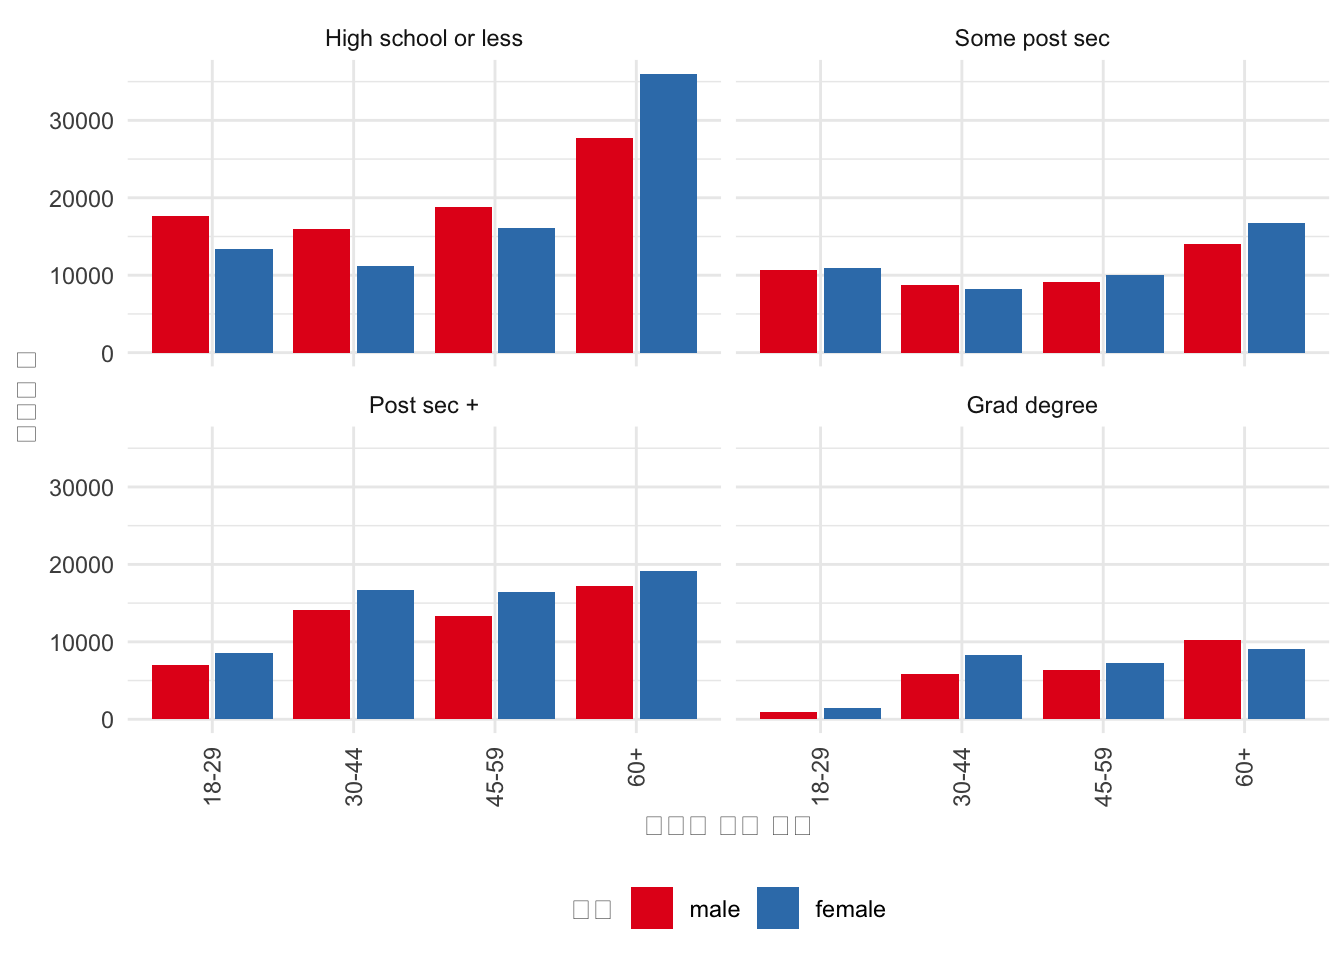 High school or less
Some post sec
30000
20000
10000
0
Post sec +
Grad degree
30000
20000
10000
0
18-29
30-44
45-59
60+
18-29
30-44
45-59
60+
male
female